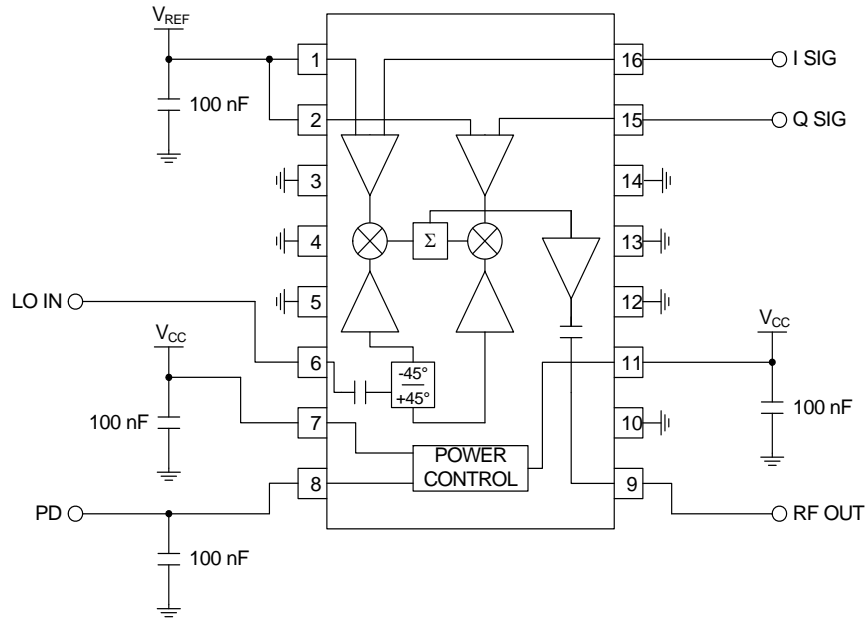 VREF
1
16
I SIG
100 nF
2
15
Q SIG
3
14
4
Σ
13
LO IN
5
12
VCC
VCC
6
-45°
+45°
11
100 nF
7
10
100 nF
POWER
CONTROL
8
9
PD
RF OUT
100 nF